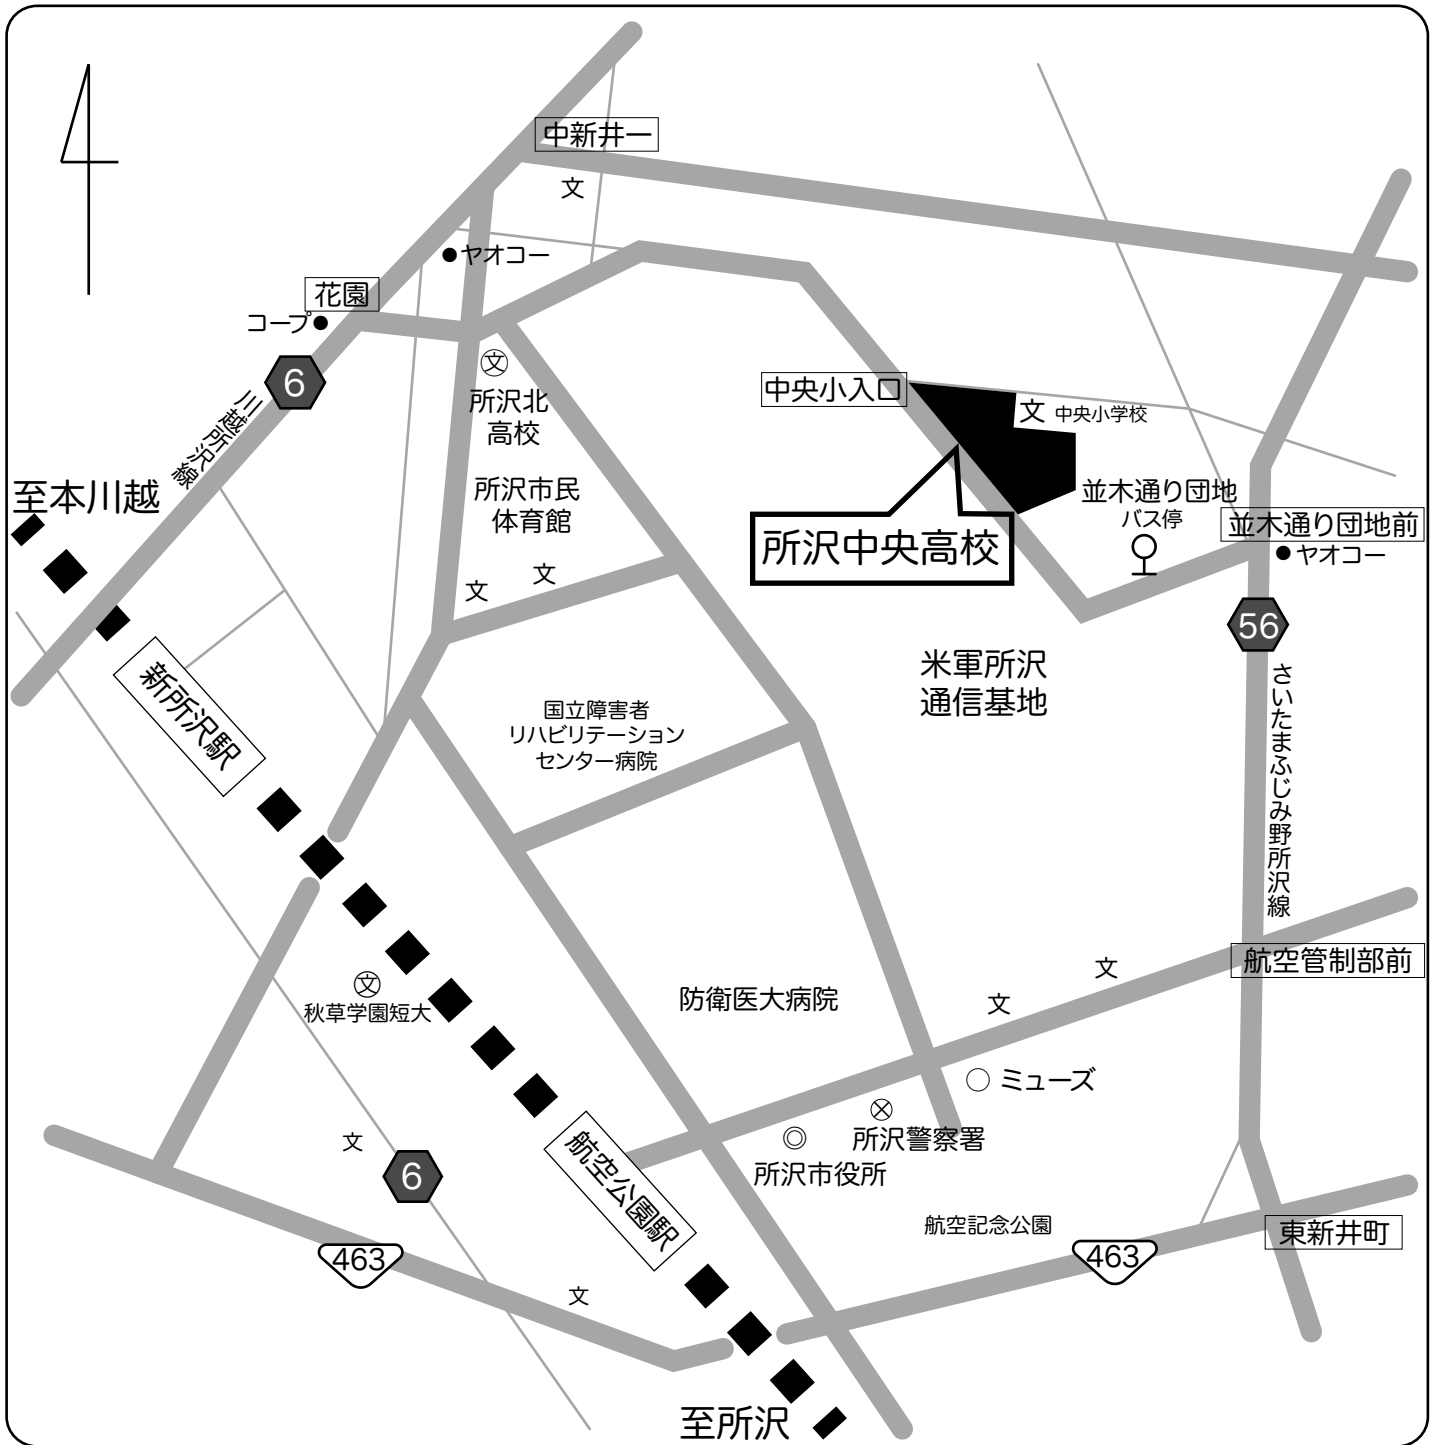 中新井一
文
ヤオコー
花園
コープ
6
川越所沢線
文
所沢北
高校
中央小入口
文 中央小学校
至本川越
所沢市民
体育館
並木通り団地
バス停
並木通り団地前
ヤオコー
所沢中央高校
文
文
56
さいたまふじみ野所沢線
米軍所沢
通信基地
新所沢駅
国立障害者
リハビリテーション
センター病院
航空管制部前
文
文
文
秋草学園短大
防衛医大病院
ミューズ
所沢警察署
所沢市役所
文
6
航空公園駅
航空記念公園
東新井町
463
463
文
至所沢